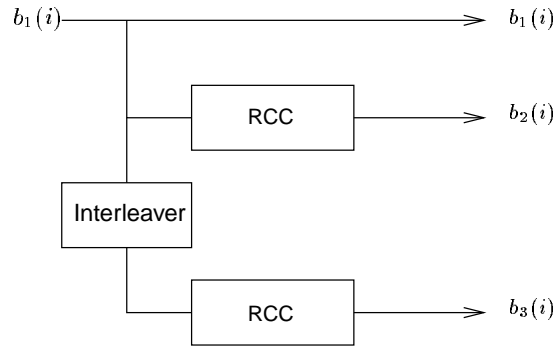 b₁(i) b₁(i)
RCC b₂(i)
Interleaver
RCC b₃(i)